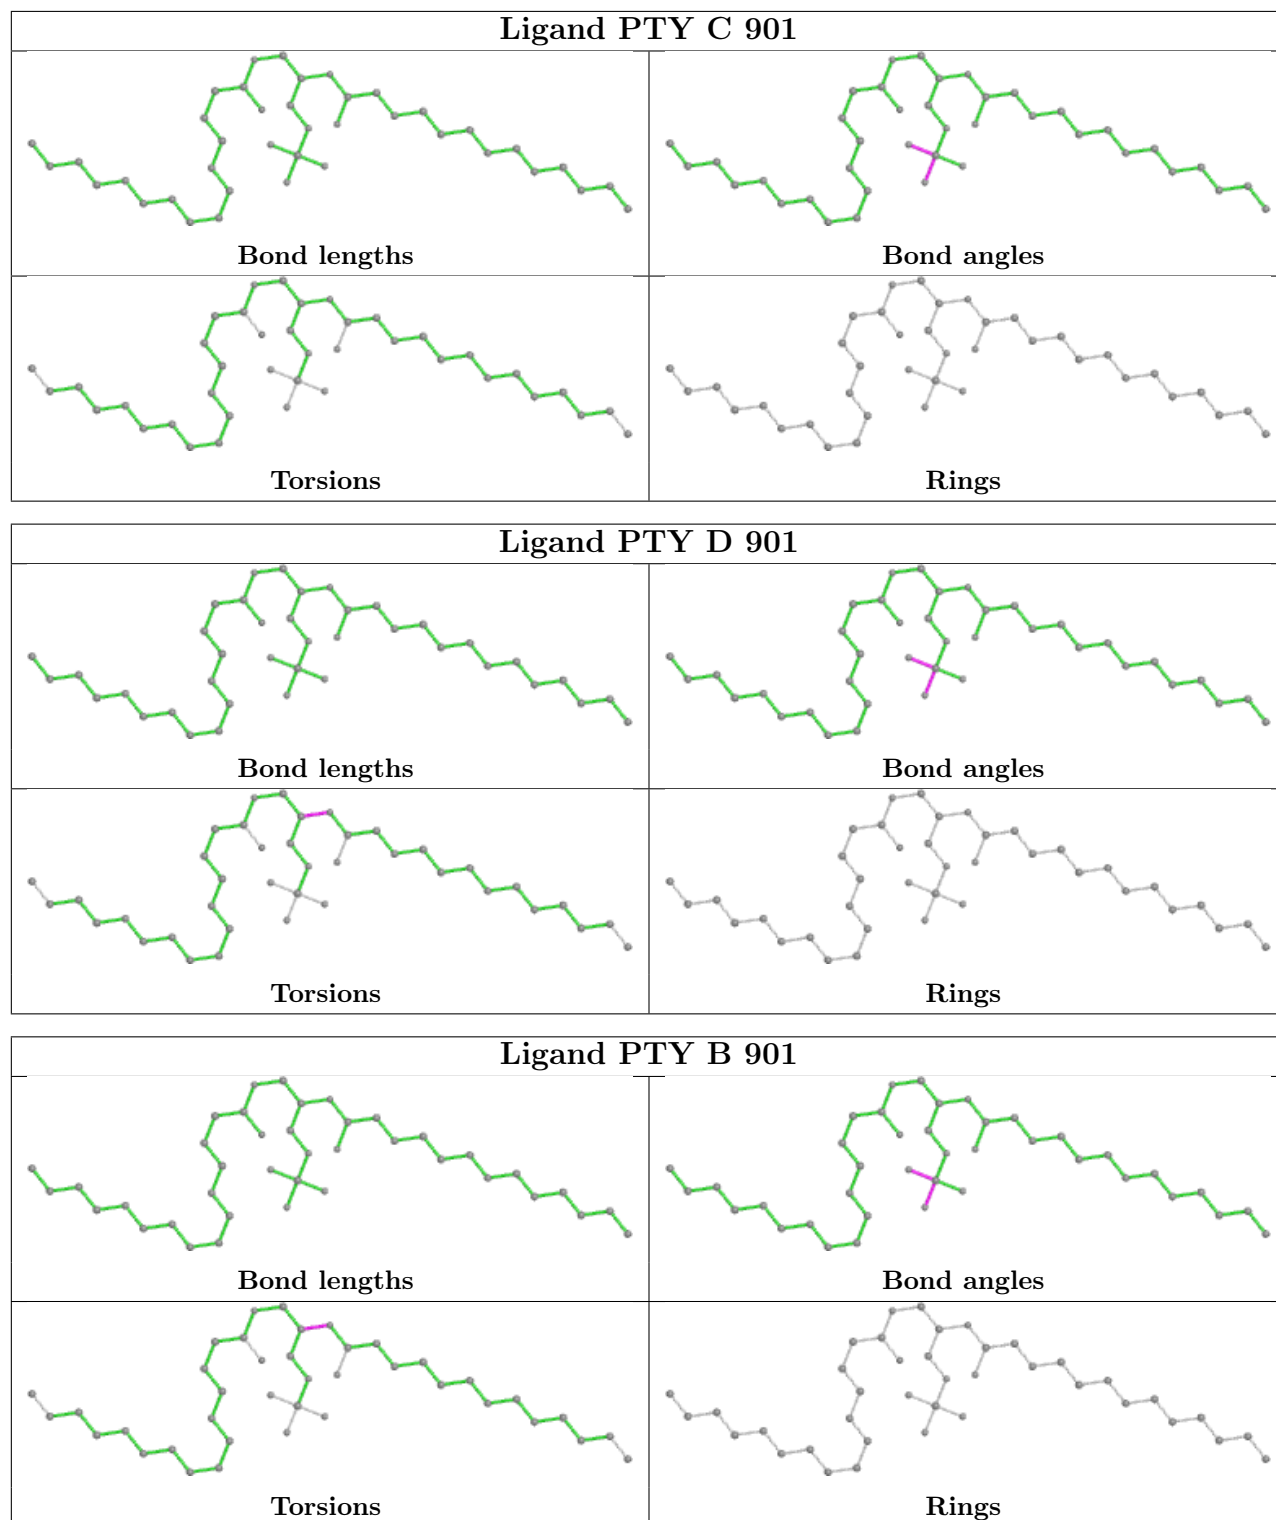 Ligand PTY C 901
Bond lengths
Bond angles
Torsions
Rings
Ligand PTY D 901
Bond lengths
Bond angles
Torsions
Rings
Ligand PTY B 901
Bond lengths
Bond angles
Torsions
Rings